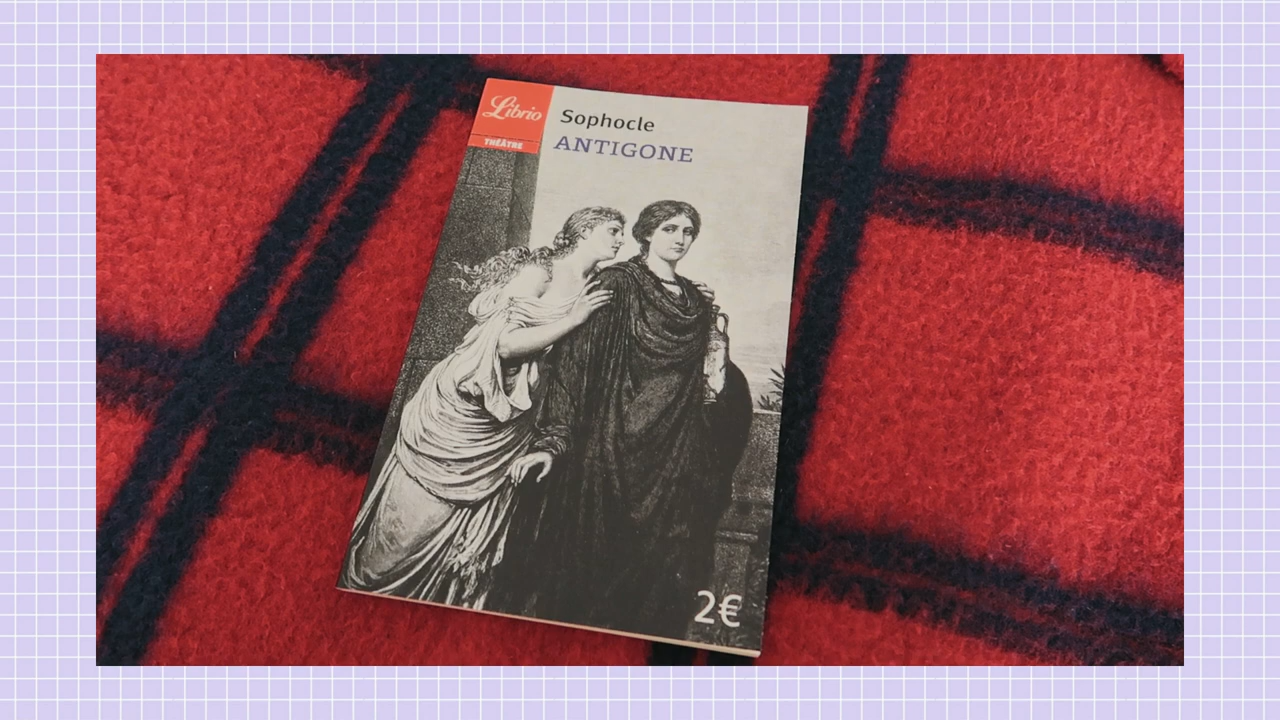 Librio
THÉÂTRE
Sophocle
ANTIGONE
2€